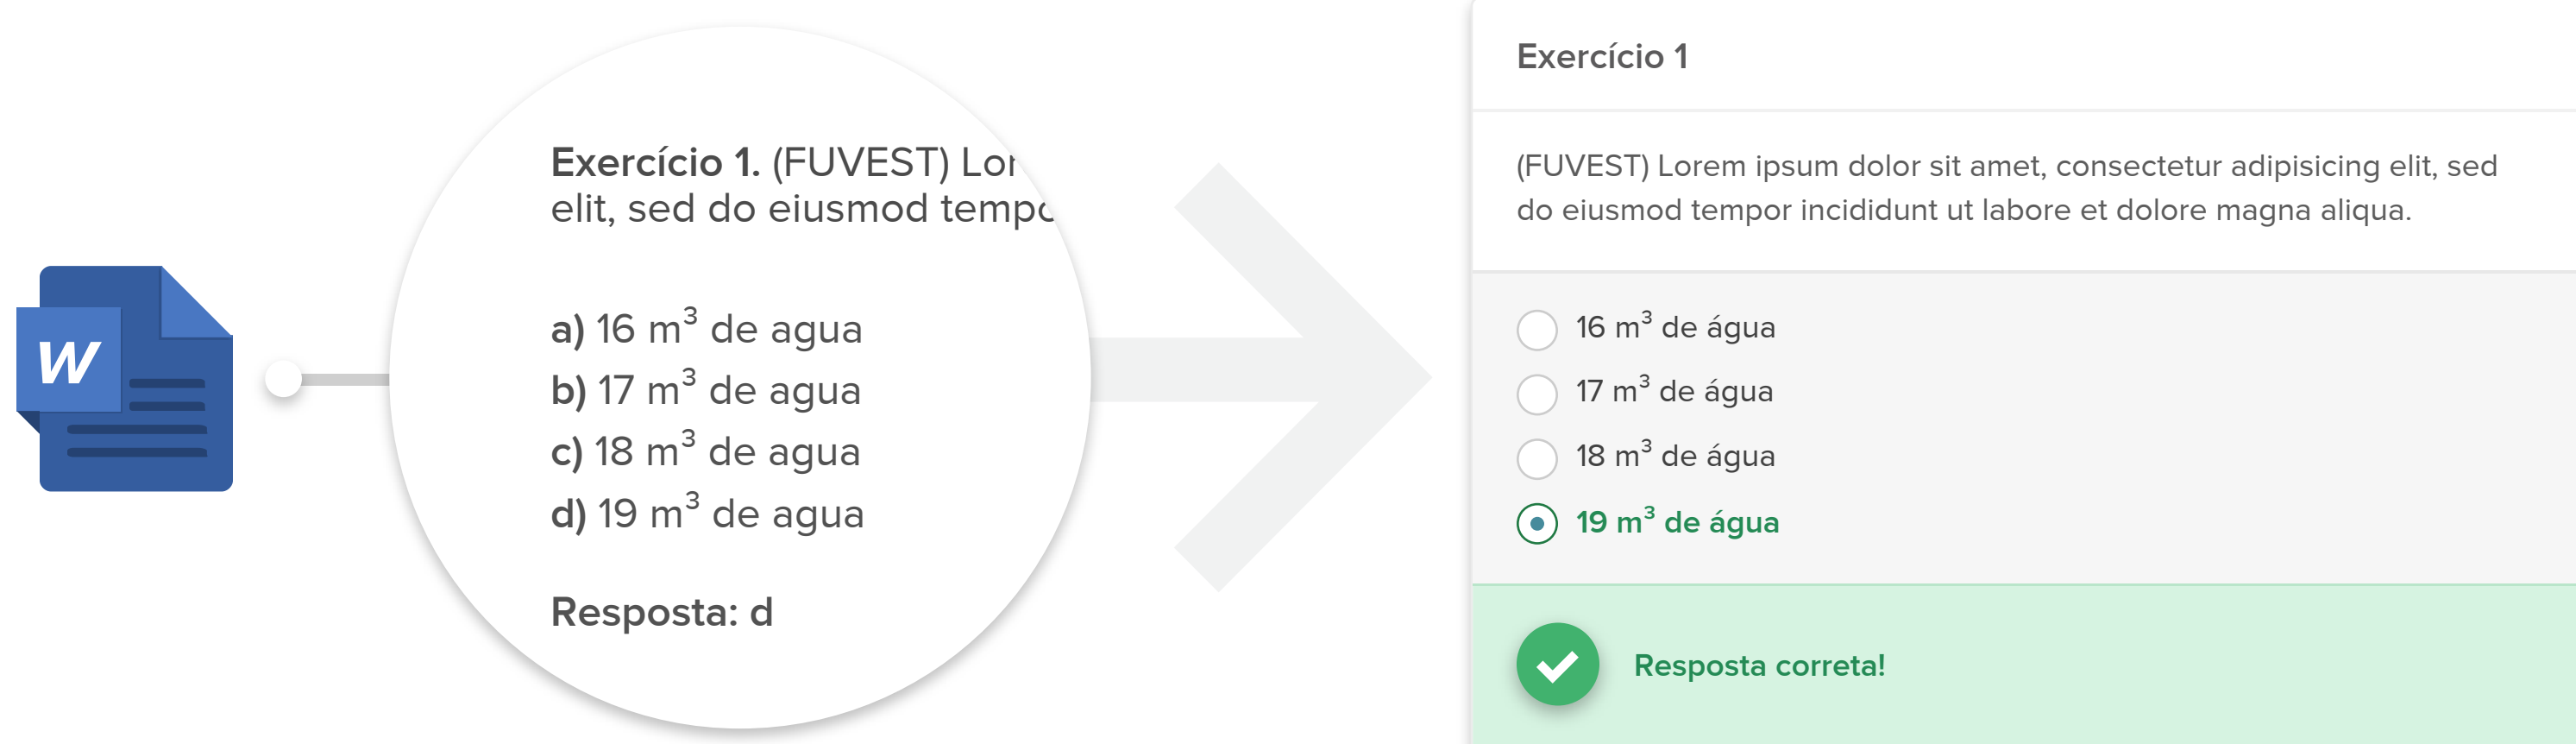 W
Exercício 1. (FUVEST) Lor
elit, sed do eiusmod tempo
a) 16 m³ de agua
b) 17 m³ de agua
c) 18 m³ de agua
d) 19 m³ de agua
Resposta: d
Exercício 1
(FUVEST) Lorem ipsum dolor sit amet, consectetur adipisicing elit, sed
do eiusmod tempor incididunt ut labore et dolore magna aliqua.
16 m³ de água
17 m³ de água
18 m³ de água
19 m³ de água
Resposta correta!